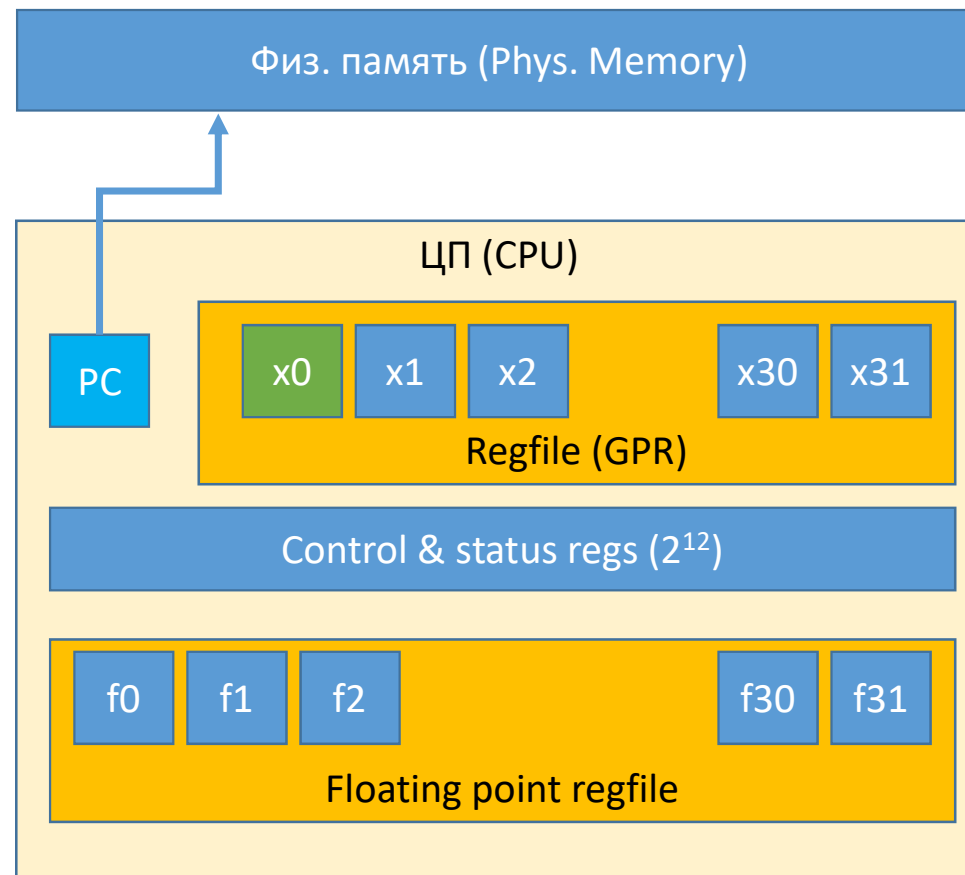 Физ. память (Phys. Memory)
ЦП (CPU)
PC
x0 x1 x2 x30 x31
Regfile (GPR)
Control & status regs (2¹²)
f0 f1 f2 f30 f31
Floating point regfile